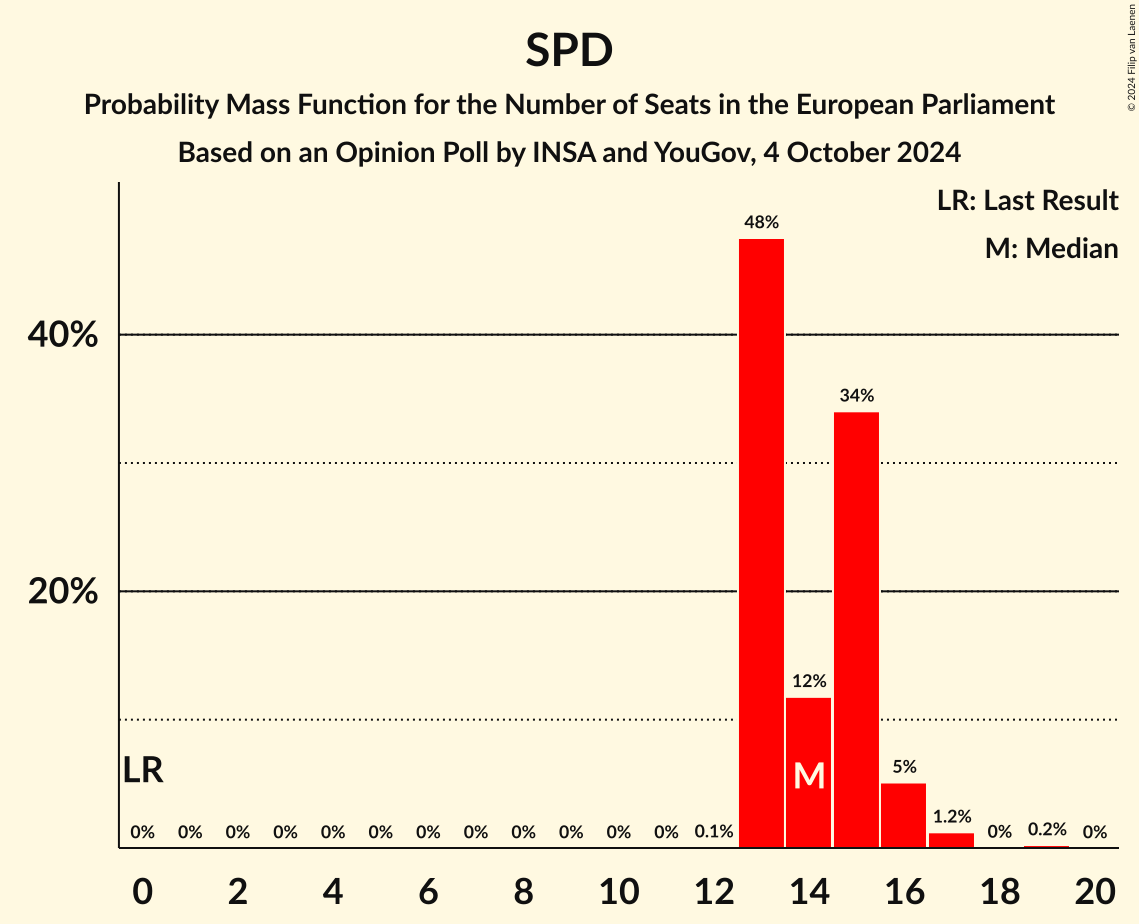 SPD
Probability Mass Function for the Number of Seats in the European Parliament
Based on an Opinion Poll by INSA and YouGov, 4 October 2024
© 2024 Filip van Laenen
LR: Last Result
M: Median
48%
40%
34%
20%
12%
LR
M
5%
0% 0% 0% 0% 0% 0% 0% 0% 0% 0% 0% 0% 0.1% 1.2% 0% 0.2% 0%
0 2 4 6 8 10 12 14 16 18 20